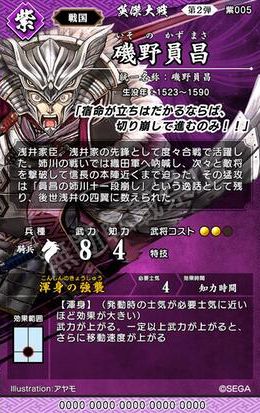 紫
戦国
英傑大戦
第2弾
紫005
いそ の かず まさ
磯野員昌
統一名称：磯野員昌
生没年 ~1523～1590
「宿命が立ちはだかるならば、
切り崩して進むのみ！！」
浅井家臣。浅井家の先鋒として度々合戦で活躍し
た。姉川の戦いでは織田軍へ吶喊し、次々と敵将
を撃破して信長の本陣近くまで迫った。その猛攻
は「員昌の姉川十一段崩し」という逸話として残
り、後世浅井の四翼に数えられた。
兵種 武力 知力 武将コスト
騎兵 8 4 特技
こんしんのきょうしゅう
渾身の強襲
必要士気 効果時間
4 知力時間
効果範囲
【渾身】（発動時の士気が必要士気に近い
ほど効果が大きい）
武力が上がる。一定以上武力が上がると、
さらに移動速度が上がる
Illustration:アヤモ
©SEGA
0000-0000-0000-0000-0000